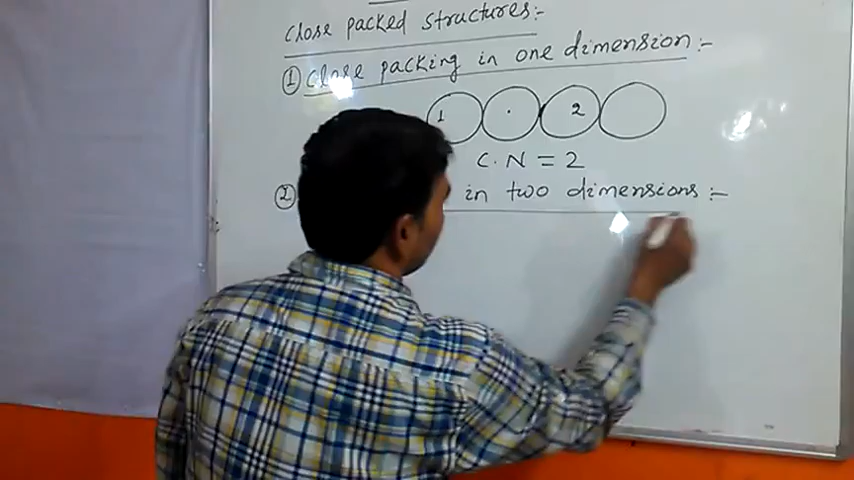 Close packed structures:-
① Close packing in one dimension:-
1 . 2
C.N = 2
② in two dimensions:-